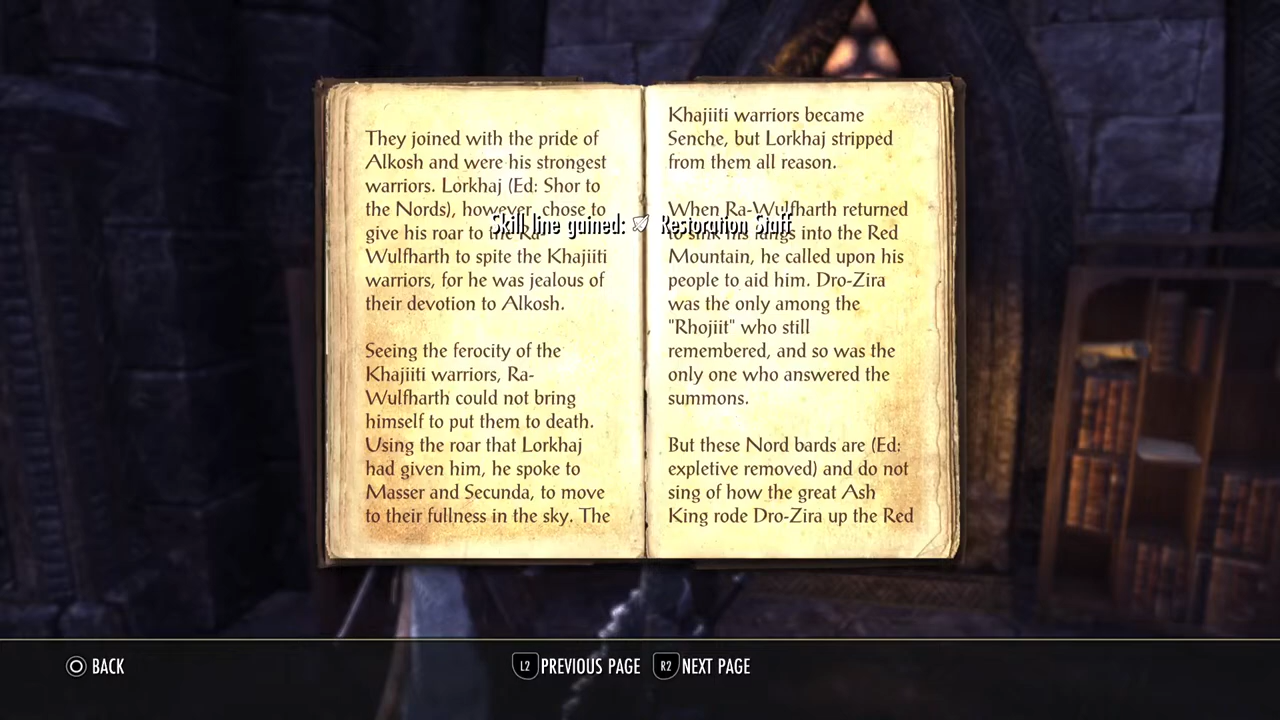 They joined with the pride of
Alkosh and were his strongest
warriors. Lorkhaj (Ed: Shor to
the Nords), however, chose to
give his roar to the Ra-
Wulfharth to spite the Khajiiti
warriors, for he was jealous of
their devotion to Alkosh.
Seeing the ferocity of the
Khajiiti warriors, Ra-
Wulfharth could not bring
himself to put them to death.
Using the roar that Lorkhaj
had given him, he spoke to
Masser and Secunda, to move
to their fullness in the sky. The
Khajiiti warriors became
Senche, but Lorkhaj stripped
from them all reason.
When Ra-Wulfharth returned
to sink his fangs into the Red
Mountain, he called upon his
people to aid him. Dro-Zira
was the only among the
"Rhojiit" who still
remembered, and so was the
only one who answered the
summons.
But these Nord bards are (Ed:
expletive removed) and do not
sing of how the great Ash
King rode Dro-Zira up the Red
Skill line gained: Restoration Staff
BACK
L2 PREVIOUS PAGE R2 NEXT PAGE